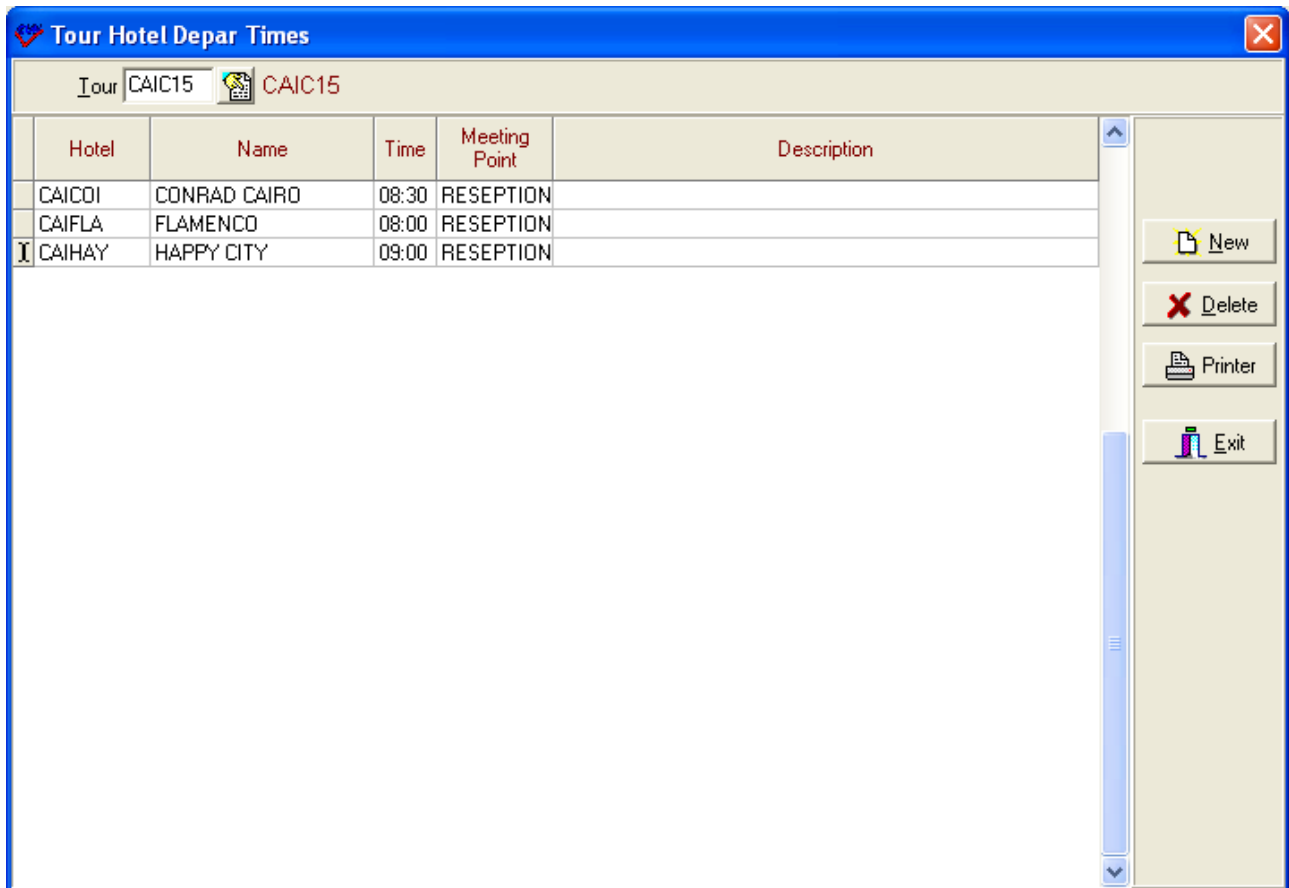 Tour Hotel Depar Times
Tour CAIC15 CAIC15
Hotel Name Time Meeting Point Description
CAICOI CONRAD CAIRO 08:30 RESEPTION
CAIFLA FLAMENCO 08:00 RESEPTION
CAIHAY HAPPY CITY 09:00 RESEPTION
New
Delete
Printer
Exit